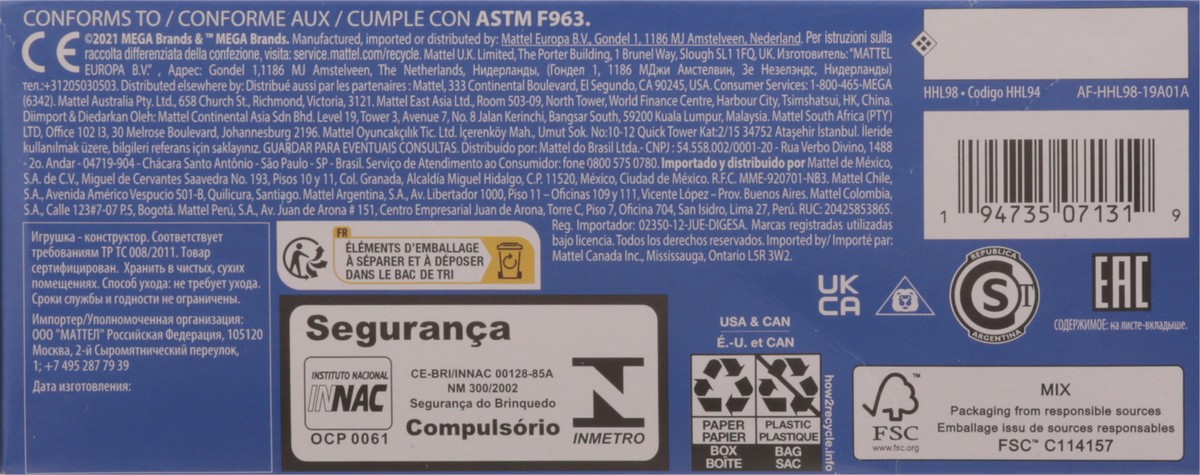 CONFORMS TO / CONFORME AUX / CUMPLE CON ASTM F963.
CE ©2021 MEGA Brands & ™ MEGA Brands. Manufactured, imported or distributed by: Mattel Europa B.V., Gondel 1, 1186 MJ Amstelveen, Nederland. Per istruzioni sulla
raccolta differenziata della confezione, visita: service.mattel.com/recycle. Mattel U.K. Limited, The Porter Building, 1 Brunel Way, Slough SL1 1FQ, UK. Изготовитель: "MATTEL
EUROPA B.V." , Адрес: Gondel 1,1186 MJ Amstelveen, The Netherlands, Нидерланды, (Гондел 1, 1186 МДжи Амстелвин, Зе Незелэндс, Нидерланды)
тел.:+31205030503. Distributed elsewhere by: Distribué aussi par les partenaires : Mattel, 333 Continental Boulevard, El Segundo, CA 90245, USA. Consumer Services: 1-800-465-MEGA
(6342). Mattel Australia Pty. Ltd., 658 Church St., Richmond, Victoria, 3121. Mattel East Asia Ltd., Room 503-09, North Tower, World Finance Centre, Harbour City, Tsimshatsui, HK, China.
Diimport & Diedarkan Oleh: Mattel Continental Asia Sdn Bhd. Level 19, Tower 3, Avenue 7, No. 8 Jalan Kerinchi, Bangsar South, 59200 Kuala Lumpur, Malaysia. Mattel South Africa (PTY)
LTD, Office 102 I3, 30 Melrose Boulevard, Johannesburg 2196. Mattel Oyuncakçılık Tic. Ltd. İçerenköy Mah., Umut Sok. No:10-12 Quick Tower Kat:2/15 34752 Ataşehir İstanbul. İleride
kullanılmak üzere, bilgileri referans için saklayınız. GUARDAR PARA EVENTUAIS CONSULTAS. Distribuido por: Mattel do Brasil Ltda.- CNPJ : 54.558.002/0001-20 - Rua Verbo Divino, 1488
- 2o. Andar - 04719-904 - Chácara Santo Antônio - São Paulo - SP - Brasil. Serviço de Atendimento ao Consumidor: fone 0800 575 0780. Importado y distribuido por Mattel de México,
S.A. de C.V., Miguel de Cervantes Saavedra No. 193, Pisos 10 y 11, Col. Granada, Alcaldía Miguel Hidalgo, C.P. 11520, México, Ciudad de México. R.F.C. MME-920701-NB3. Mattel Chile,
S.A., Avenida Américo Vespucio 501-B, Quilicura, Santiago. Mattel Argentina, S.A., Av. Libertador 1000, Piso 11 – Oficinas 109 y 111, Vicente López – Prov. Buenos Aires. Mattel Colombia,
S.A., Calle 123#7-07 P.5, Bogotá. Mattel Perú, S.A., Av. Juan de Arona # 151, Centro Empresarial Juan de Arona, Torre C, Piso 7, Oficina 704, San Isidro, Lima 27, Perú. RUC: 20425853865.
Reg. Importador: 02350-12-JUE-DIGESA. Marcas registradas utilizadas
bajo licencia. Todos los derechos reservados. Imported by/ Importé par:
Mattel Canada Inc., Mississauga, Ontario L5R 3W2.
HHL98 • Codigo HHL94 AF-HHL98-19A01A
1 94735 07131 9
Игрушка - конструктор. Соответствует
требованиям ТР ТС 008/2011. Товар
сертифицирован. Хранить в чистых, сухих
помещениях. Способ ухода: не требует ухода.
Сроки службы и годности не ограничены.
Импортер/Уполномоченная организация:
ООО "МАТТЕЛ" Российская Федерация, 105120
Москва, 2-й Сыромятнический переулок,
1; +7 495 287 79 39
Дата изготовления:
FR
ÉLÉMENTS D'EMBALLAGE
À SÉPARER ET À DÉPOSER
DANS LE BAC DE TRI
Segurança
INSTITUTO NACIONAL
INNAC
OCP 0061
CE-BRI/INNAC 00128-85A
NM 300/2002
Segurança do Brinquedo
Compulsório
INMETRO
USA & CAN
É.-U. et CAN
PAPER
PAPIER
BOX
BOÎTE
PLASTIC
PLASTIQUE
BAG
SAC
how2recycle.info
UK
CA
REPUBLICA
S T
ARGENTINA
EAC
СОДЕРЖИМОЕ: на листе-вкладыше.
FSC
www.fsc.org
MIX
Packaging from responsible sources
Emballage issu de sources responsables
FSC™ C114157